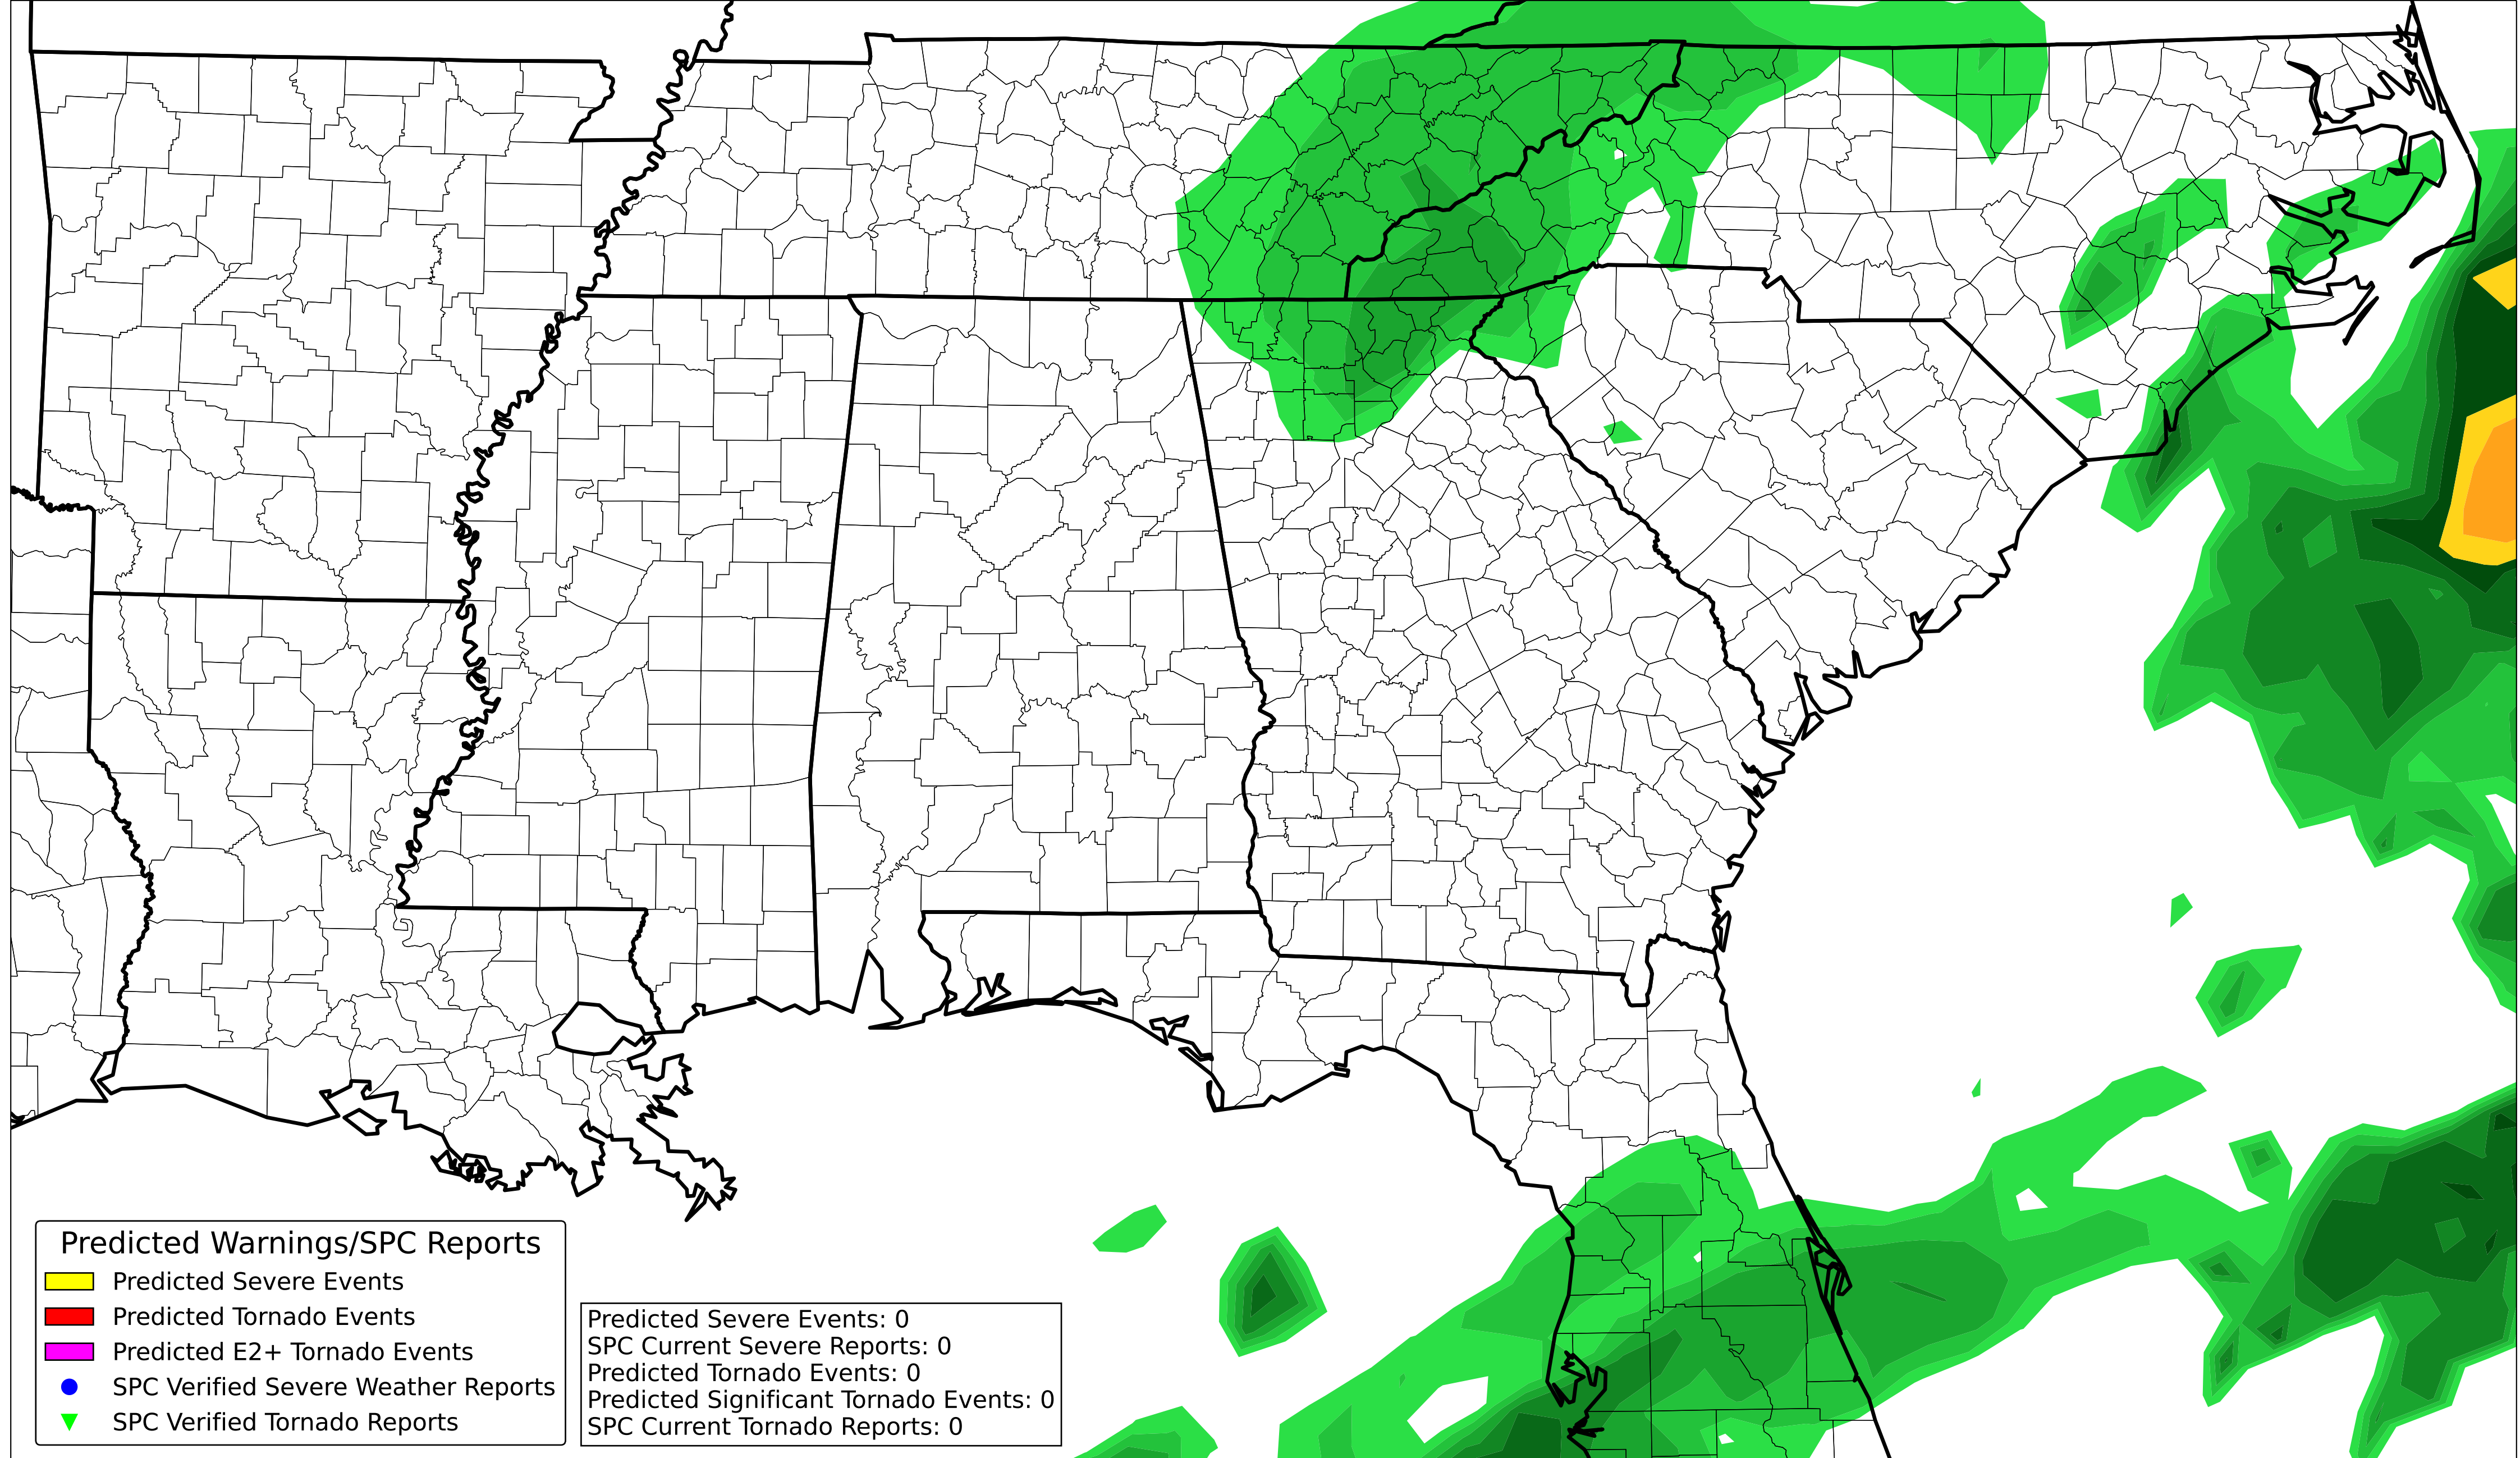 Predicted Warnings/SPC Reports
Predicted Severe Events
Predicted Tornado Events
Predicted E2+ Tornado Events
SPC Verified Severe Weather Reports
SPC Verified Tornado Reports
Predicted Severe Events: 0
SPC Current Severe Reports: 0
Predicted Tornado Events: 0
Predicted Significant Tornado Events: 0
SPC Current Tornado Reports: 0